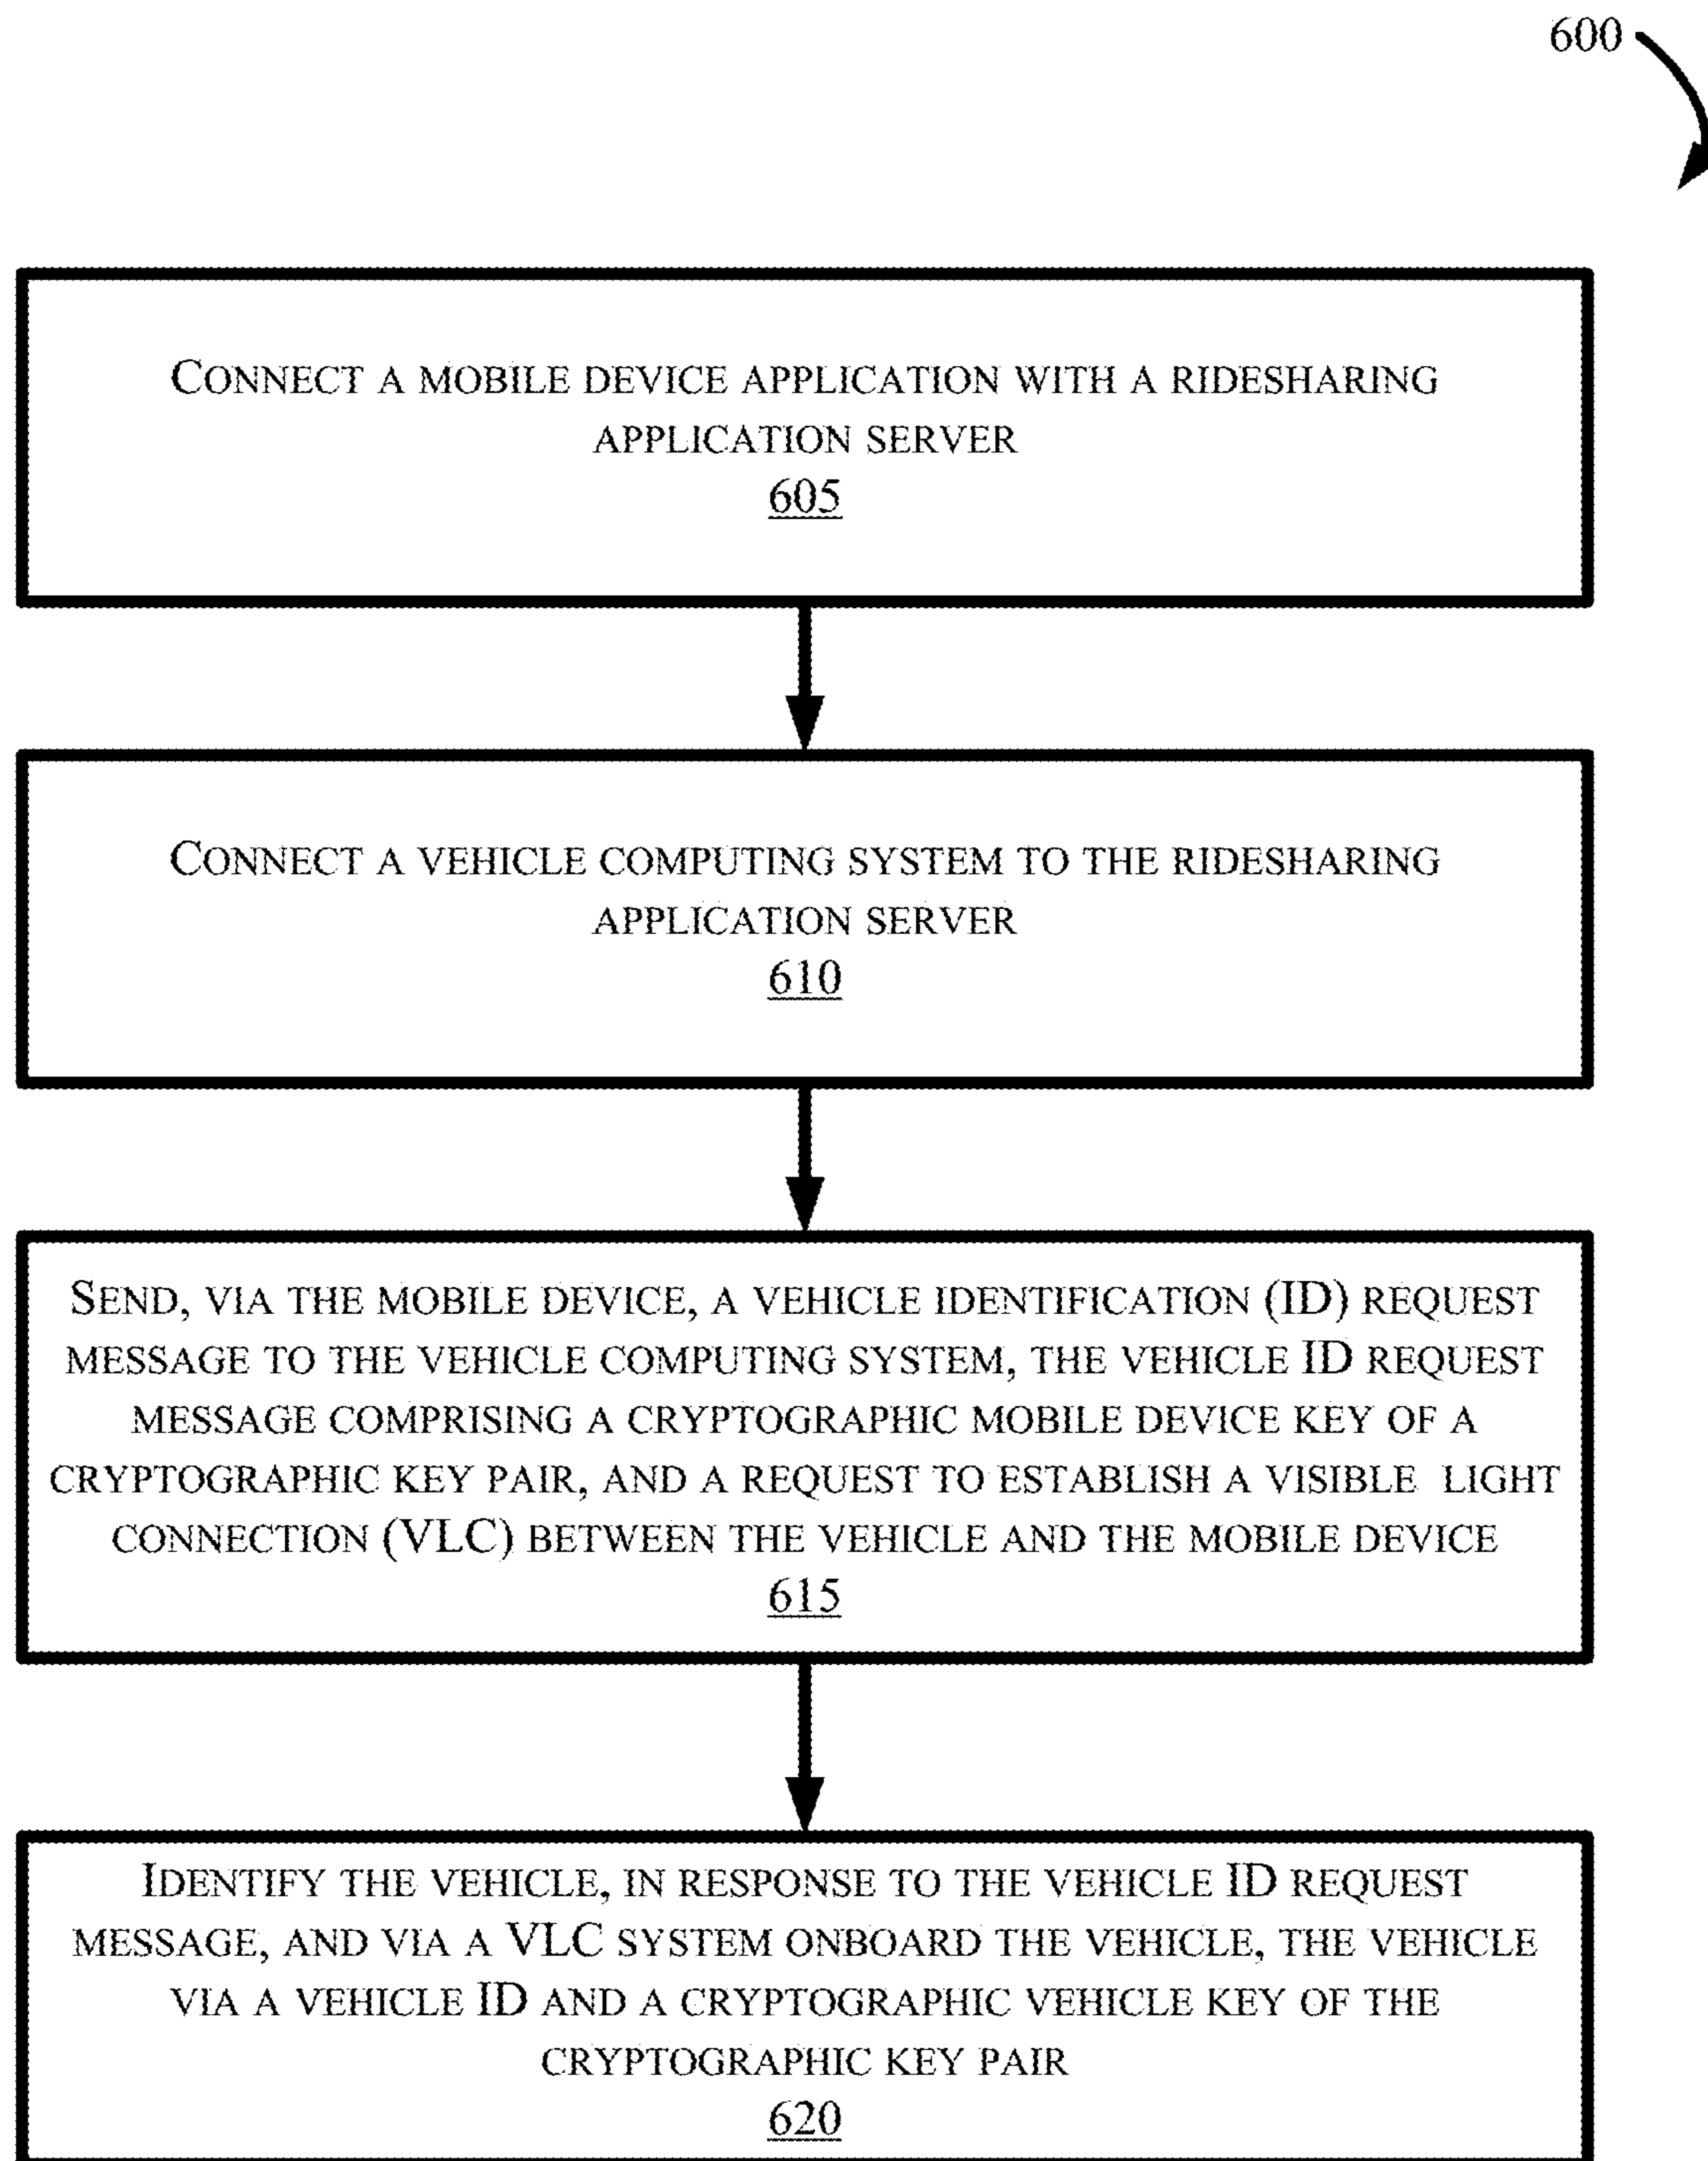 600
CONNECT A MOBILE DEVICE APPLICATION WITH A RIDESHARING
APPLICATION SERVER
605
CONNECT A VEHICLE COMPUTING SYSTEM TO THE RIDESHARING
APPLICATION SERVER
610
SEND, VIA THE MOBILE DEVICE, A VEHICLE IDENTIFICATION (ID) REQUEST
MESSAGE TO THE VEHICLE COMPUTING SYSTEM, THE VEHICLE ID REQUEST
MESSAGE COMPRISING A CRYPTOGRAPHIC MOBILE DEVICE KEY OF A
CRYPTOGRAPHIC KEY PAIR, AND A REQUEST TO ESTABLISH A VISIBLE LIGHT
CONNECTION (VLC) BETWEEN THE VEHICLE AND THE MOBILE DEVICE
615
IDENTIFY THE VEHICLE, IN RESPONSE TO THE VEHICLE ID REQUEST
MESSAGE, AND VIA A VLC SYSTEM ONBOARD THE VEHICLE, THE VEHICLE
VIA A VEHICLE ID AND A CRYPTOGRAPHIC VEHICLE KEY OF THE
CRYPTOGRAPHIC KEY PAIR
620